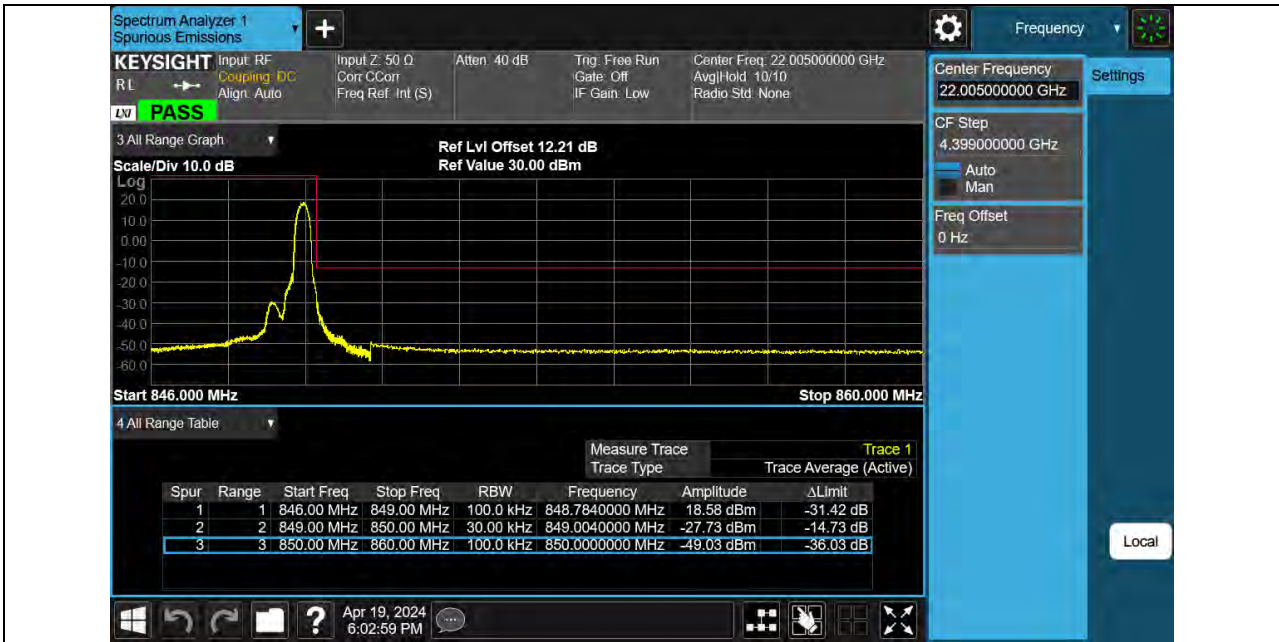 Spectrum Analyzer 1
Spurious Emissions
Frequency
KEYSIGHT
Input: RF
Coupling: DC
Align: Auto
Input Z: 50 Ω
Corr CCorr
Freq Ref: Int (S)
Atten: 40 dB
Trig: Free Run
Gate: Off
IF Gain: Low
Center Freq: 22.005000000 GHz
Avg|Hold: 10/10
Radio Std: None
RL
LXI
PASS
Center Frequency
22.005000000 GHz
Settings
CF Step
4.399000000 GHz
Auto
Man
Freq Offset
0 Hz
3 All Range Graph
Ref Lvl Offset 12.21 dB
Scale/Div 10.0 dB
Ref Value 30.00 dBm
Log
20.0
10.0
0.00
-10.0
-20.0
-30.0
-40.0
-50.0
-60.0
Start 846.000 MHz
Stop 860.000 MHz
4 All Range Table
Measure Trace Trace 1
Trace Type Trace Average (Active)
Spur Range Start Freq Stop Freq RBW Frequency Amplitude ΔLimit
1 1 846.00 MHz 849.00 MHz 100.0 kHz 848.7840000 MHz 18.58 dBm -31.42 dB
2 2 849.00 MHz 850.00 MHz 30.00 kHz 849.0040000 MHz -27.73 dBm -14.73 dB
3 3 850.00 MHz 860.00 MHz 100.0 kHz 850.0000000 MHz -49.03 dBm -36.03 dB
Local
?
Apr 19, 2024
6:02:59 PM